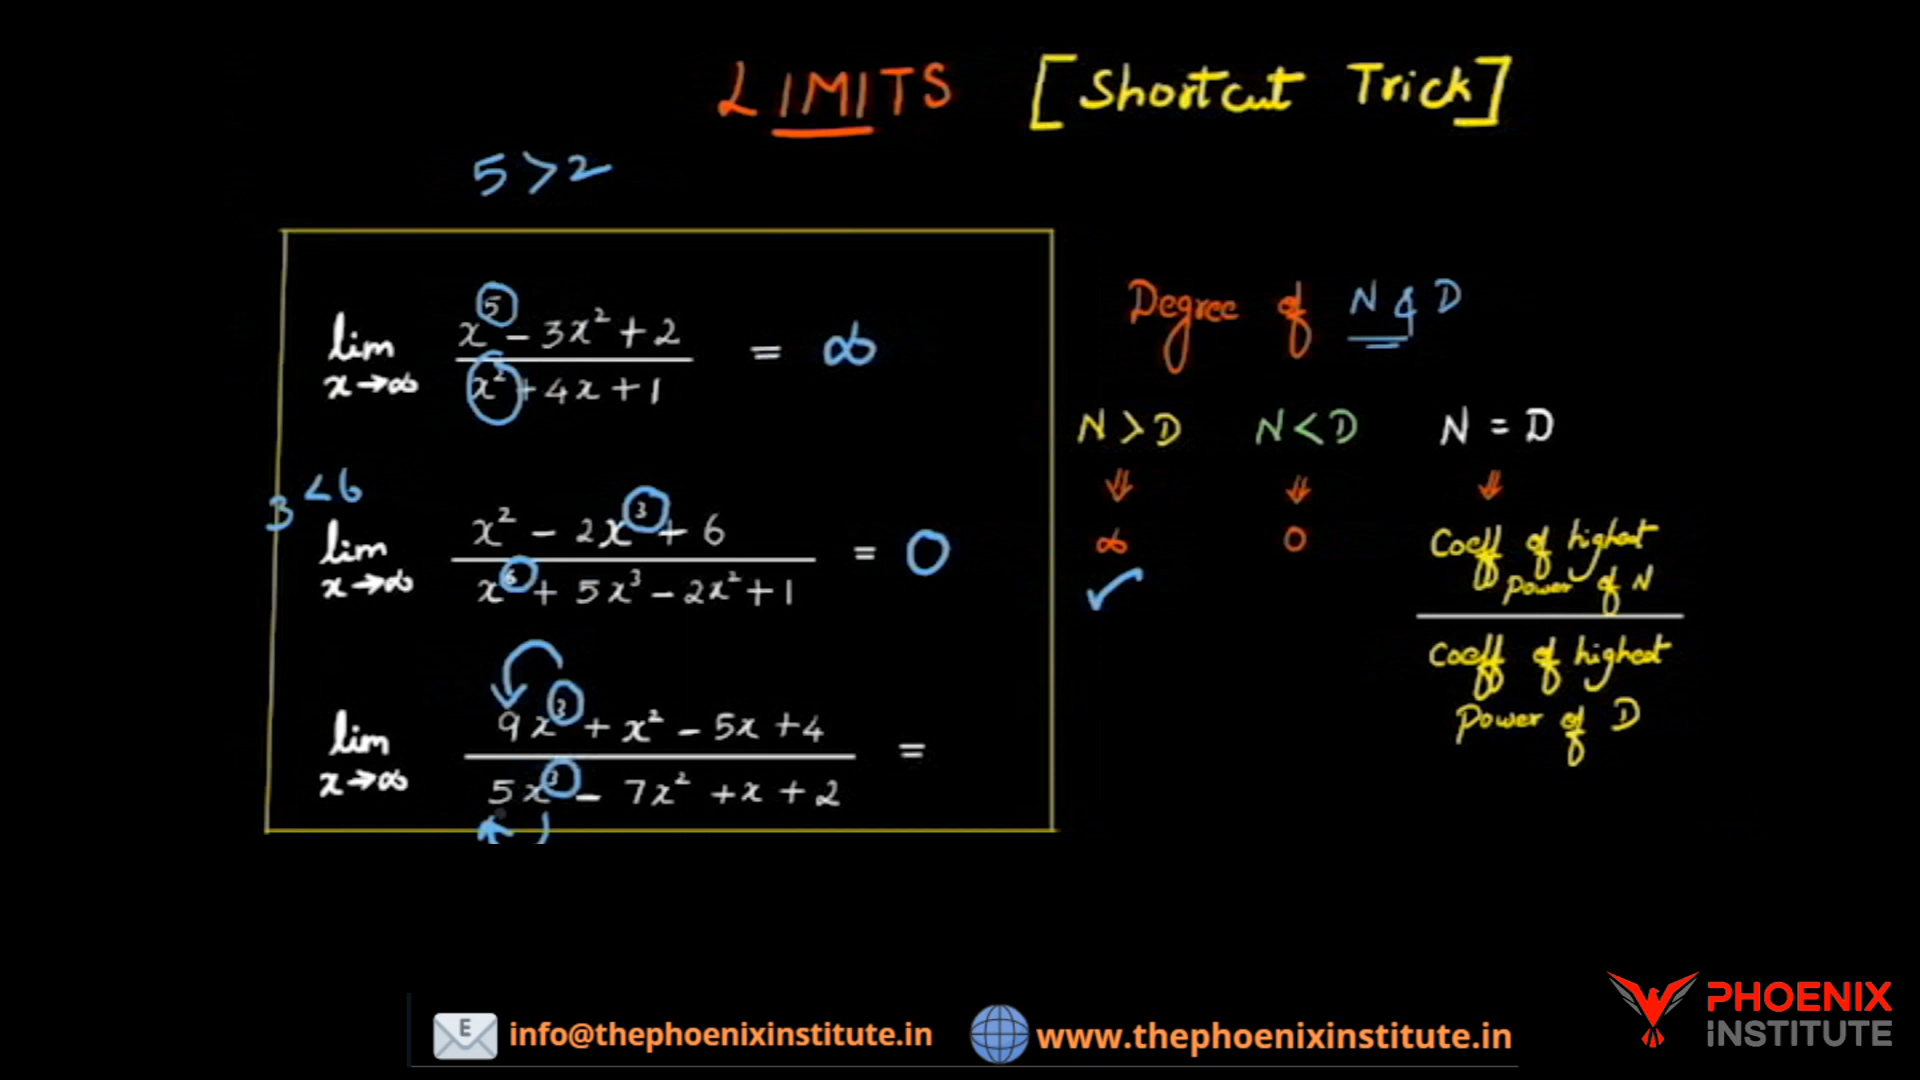 LIMITS [Shortcut Trick]
5 > 2
lim x→∞ (x⁵ − 3x² + 2) / (x² + 4x + 1) = ∞
3 < 6
lim x→∞ (x² − 2x³ + 6) / (x⁶ + 5x³ − 2x² + 1) = 0
lim x→∞ (9x³ + x² − 5x + 4) / (5x³ − 7x² + x + 2) =
Degree of N & D
N > D N < D N = D
⇓ ⇓ ⇓
∞ 0
✓
Coeff of highest
Power of N
Coeff of highest
Power of D
E info@thephoenixinstitute.in www.thephoenixinstitute.in
PHOENIX
INSTITUTE